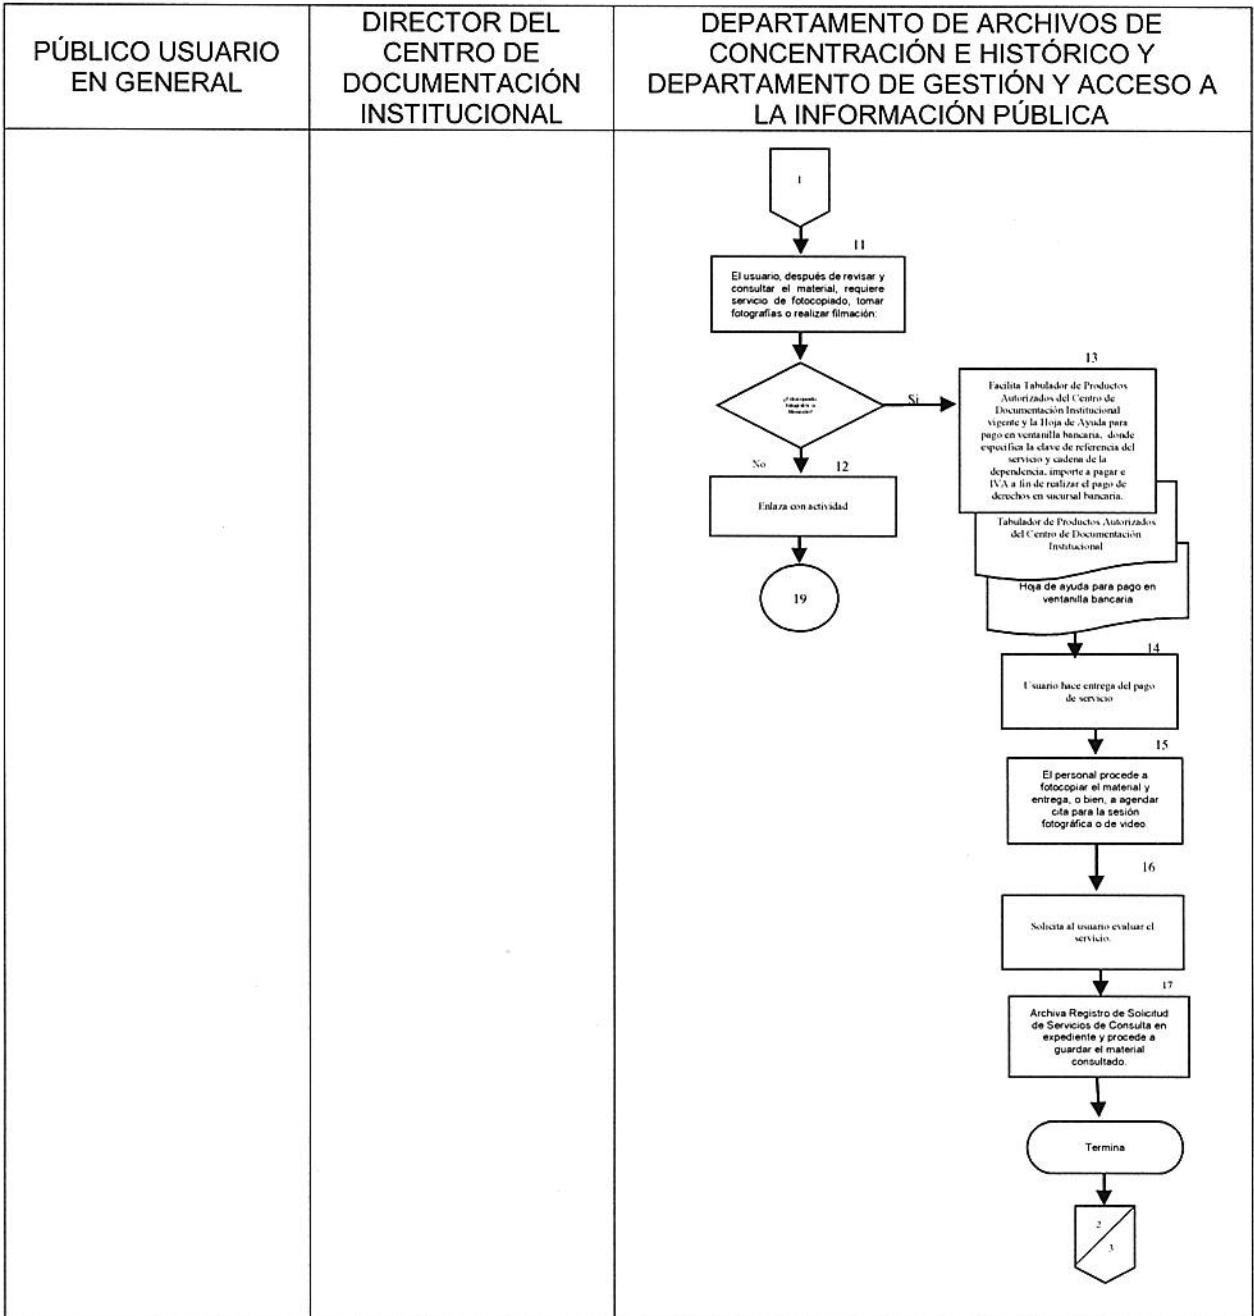 PÚBLICO USUARIO
EN GENERAL
DIRECTOR DEL
CENTRO DE
DOCUMENTACIÓN
INSTITUCIONAL
DEPARTAMENTO DE ARCHIVOS DE
CONCENTRACIÓN E HISTÓRICO Y
DEPARTAMENTO DE GESTIÓN Y ACCESO A
LA INFORMACIÓN PÚBLICA
1
11
El usuario, después de revisar y
consultar el material, requiere
servicio de fotocopiado, tomar
fotografías o realizar filmación:
Si
No
12
Enlaza con actividad
19
13
Facilita Tabulador de Productos
Autorizados del Centro de
Documentación Institucional
vigente y la Hoja de Ayuda para
pago en ventanilla bancaria, donde
especifica la clave de referencia del
servicio y cadena de la
dependencia, importe a pagar e
IVA a fin de realizar el pago de
derechos en sucursal bancaria.
Tabulador de Productos Autorizados
del Centro de Documentación
Institucional
Hoja de ayuda para pago en
ventanilla bancaria
14
Usuario hace entrega del pago
de servicio
15
El personal procede a
fotocopiar el material y
entrega, o bien, a agendar
cita para la sesión
fotográfica o de video
16
Solicita al usuario evaluar el
servicio.
17
Archiva Registro de Solicitud
de Servicios de Consulta en
expediente y procede a
guardar el material
consultado.
Termina
2
3